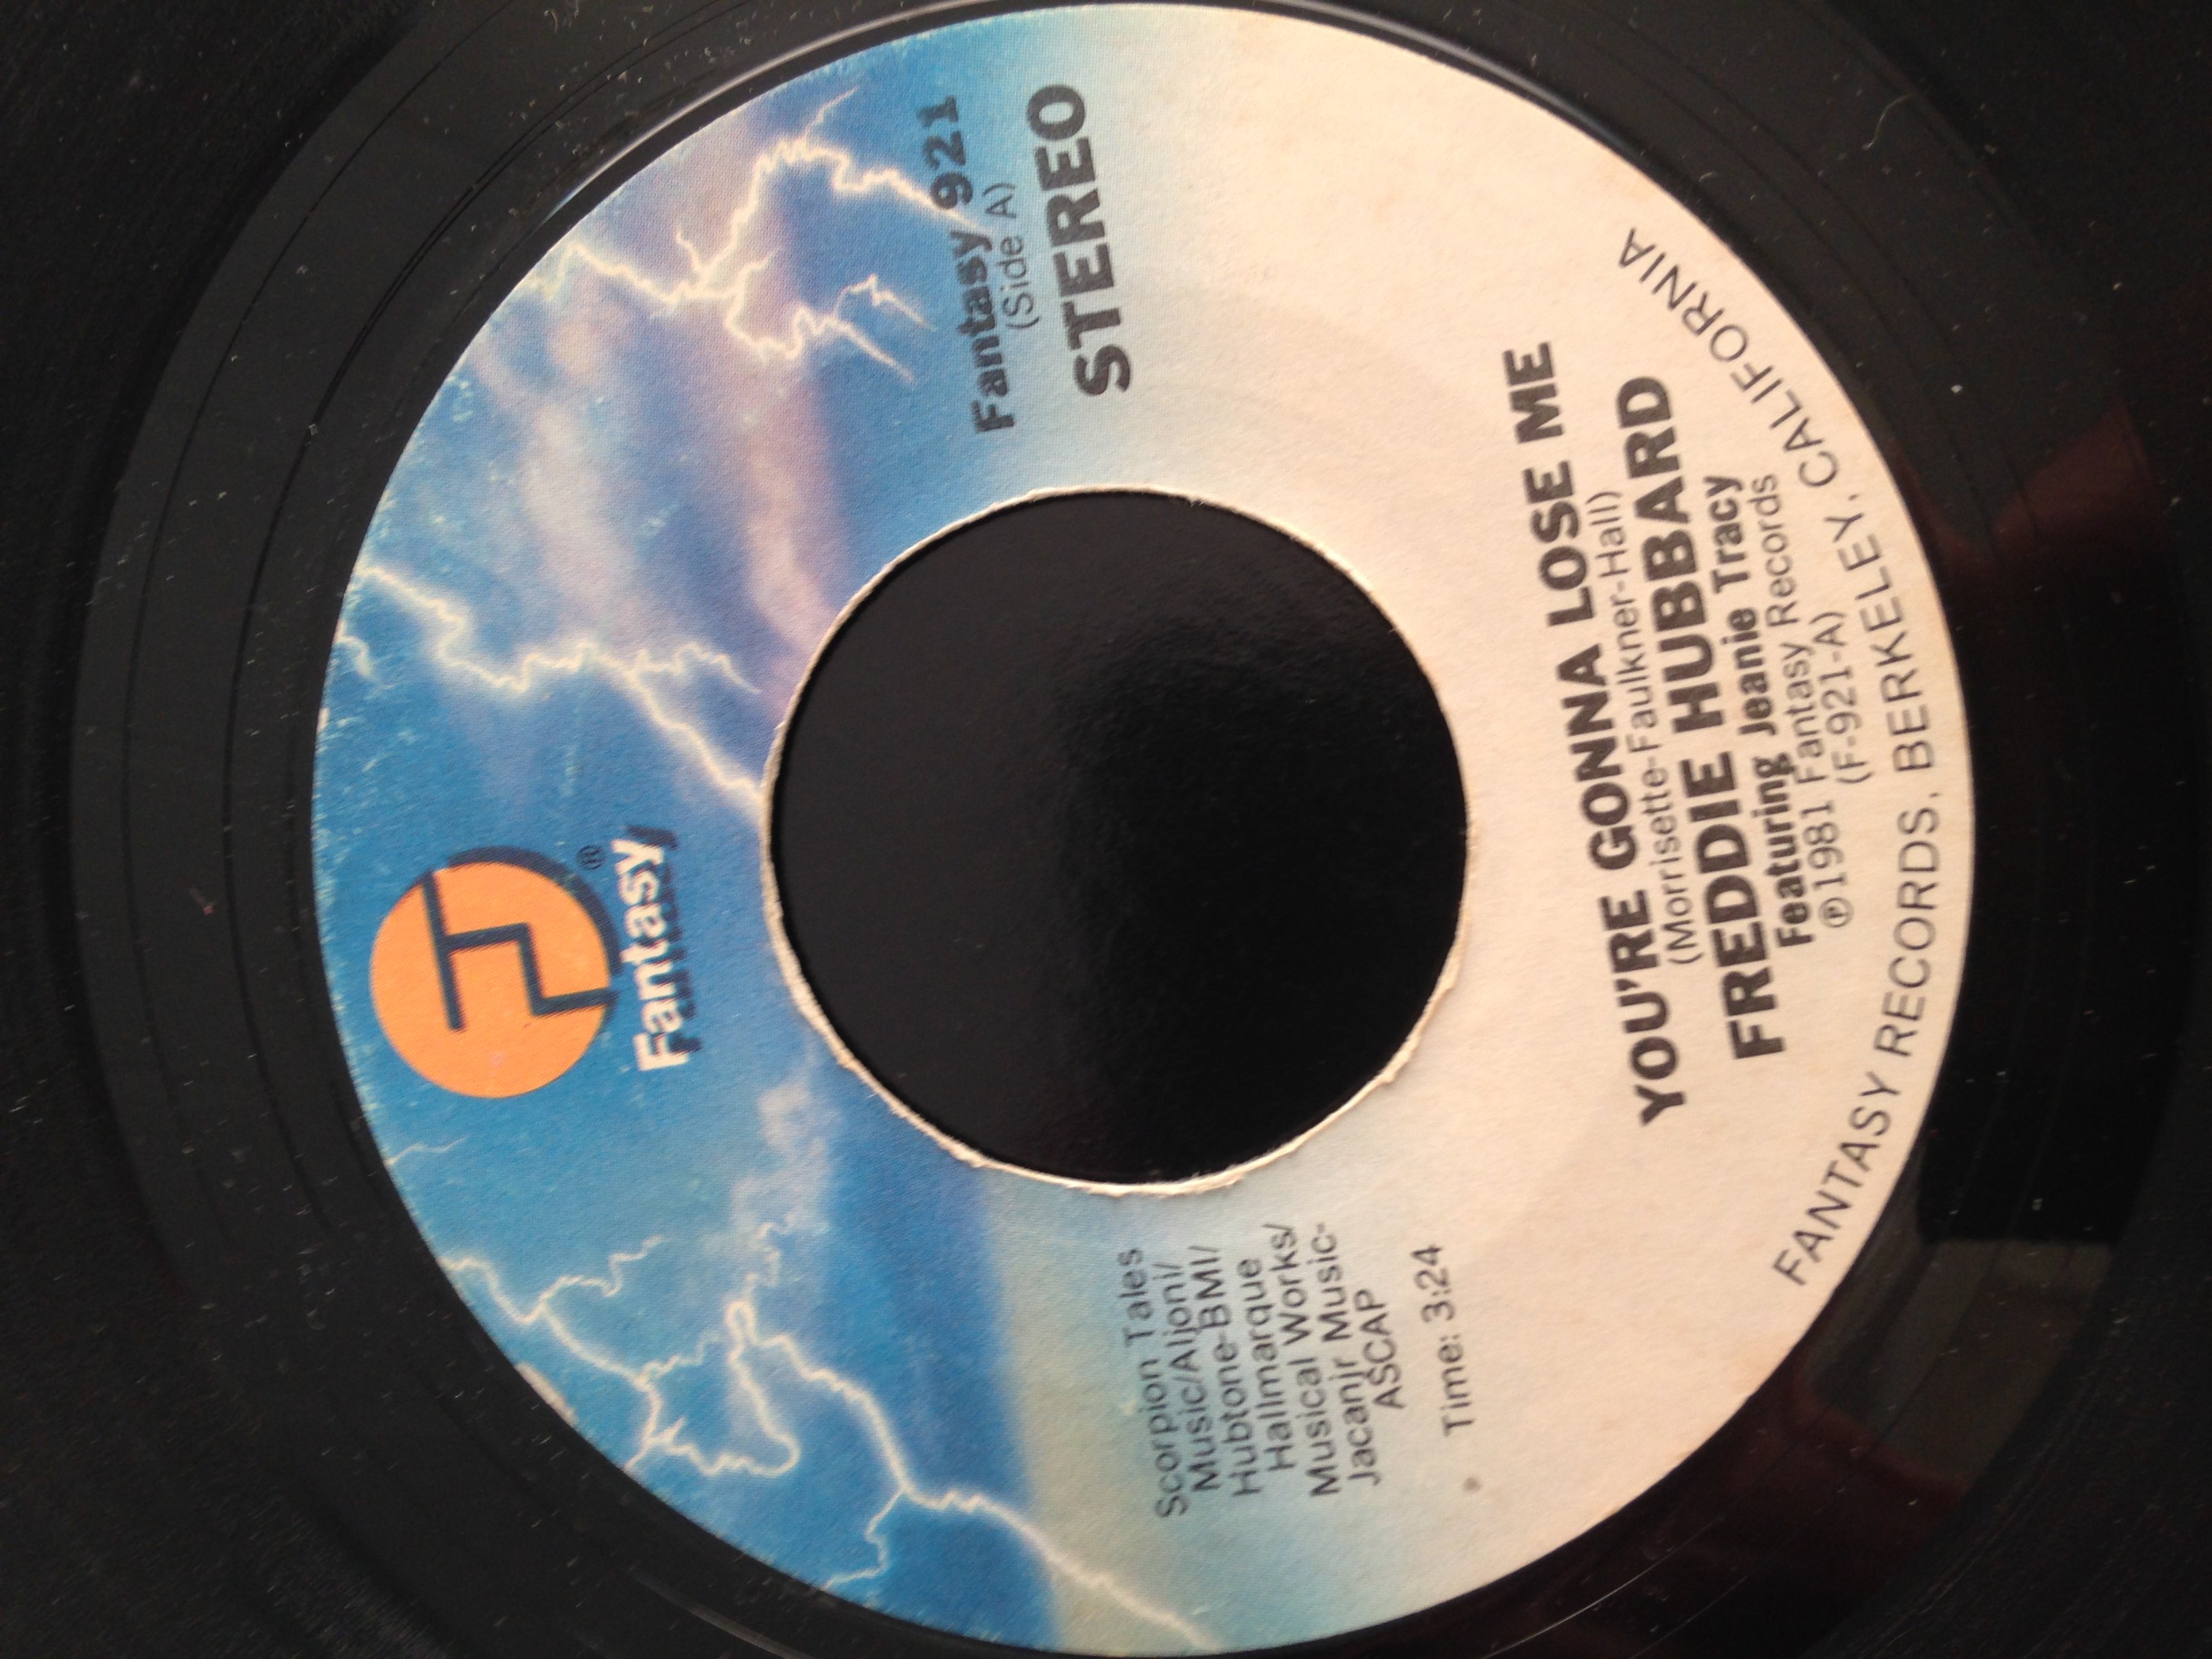 Fantasy®
Fantasy 921
(Side A)
STEREO
Scorpion Tales
Music/Aljoni/
Hubtone-BMI/
Hallmarque
Musical Works/
Jacanjr Music-
ASCAP
Time: 3:24
YOU'RE GONNA LOSE ME
(Morrisette-Faulkner-Hall)
FREDDIE HUBBARD
Featuring Jeanie Tracy
℗1981 Fantasy Records
(F-921-A)
FANTASY RECORDS, BERKELEY, CALIFORNIA